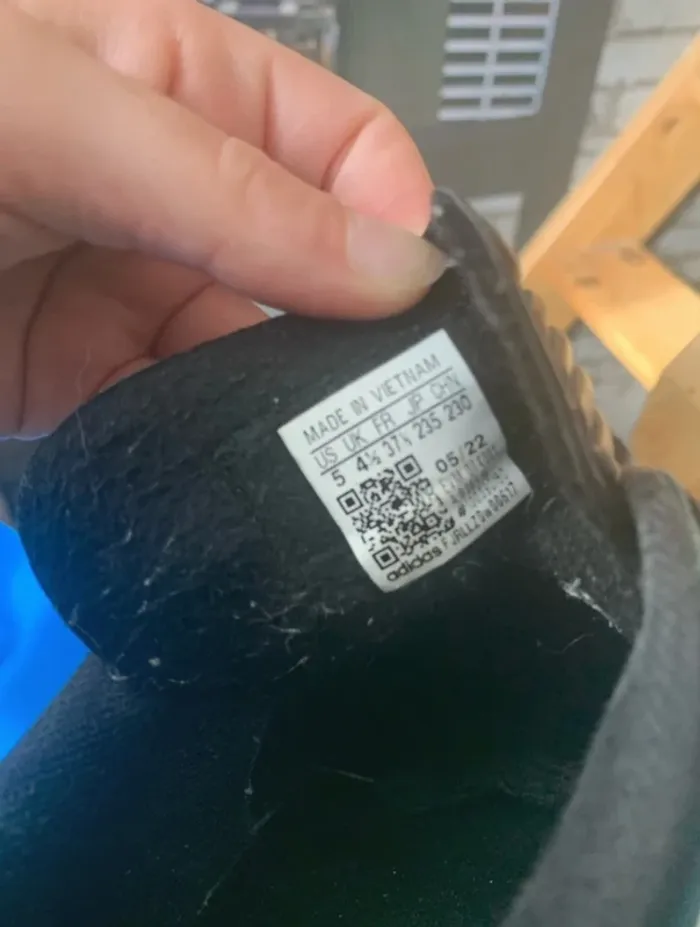 MADE IN VIETNAM
US UK FR JP CHN
5 4½ 37⅓ 235 230
05/22
adidas